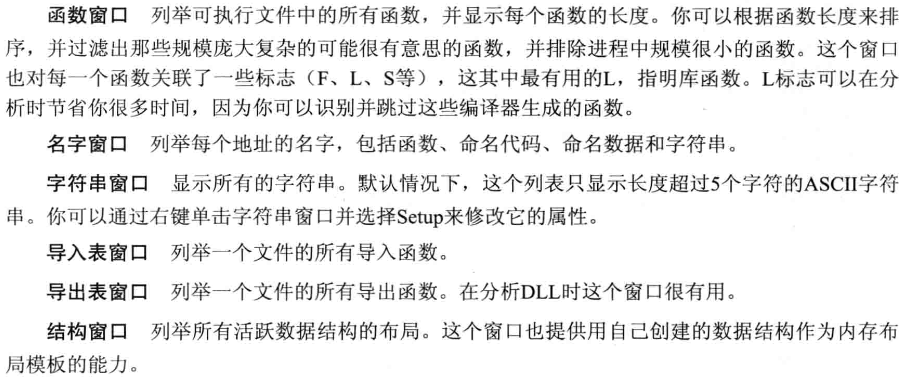 函数窗口 列举可执行文件中的所有函数，并显示每个函数的长度。你可以根据函数长度来排
序，并过滤出那些规模庞大复杂的可能很有意思的函数，并排除进程中规模很小的函数。这个窗口
也对每一个函数关联了一些标志（F、L、S等），这其中最有用的L，指明库函数。L标志可以在分
析时节省你很多时间，因为你可以识别并跳过这些编译器生成的函数。
名字窗口 列举每个地址的名字，包括函数、命名代码、命名数据和字符串。
字符串窗口 显示所有的字符串。默认情况下，这个列表只显示长度超过5个字符的ASCII字符
串。你可以通过右键单击字符串窗口并选择Setup来修改它的属性。
导入表窗口 列举一个文件的所有导入函数。
导出表窗口 列举一个文件的所有导出函数。在分析DLL时这个窗口很有用。
结构窗口 列举所有活跃数据结构的布局。这个窗口也提供用自己创建的数据结构作为内存布
局模板的能力。